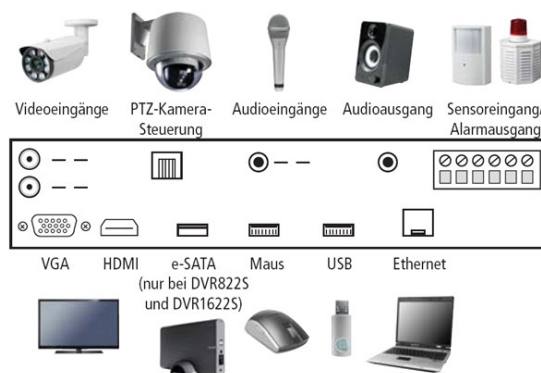 Videoeingänge
PTZ-Kamera-
Steuerung
Audioeingänge
Audioausgang
Sensoreingang/
Alarmausgang
VGA
HDMI
e-SATA
(nur bei DVR822S
und DVR1622S)
Maus
USB
Ethernet